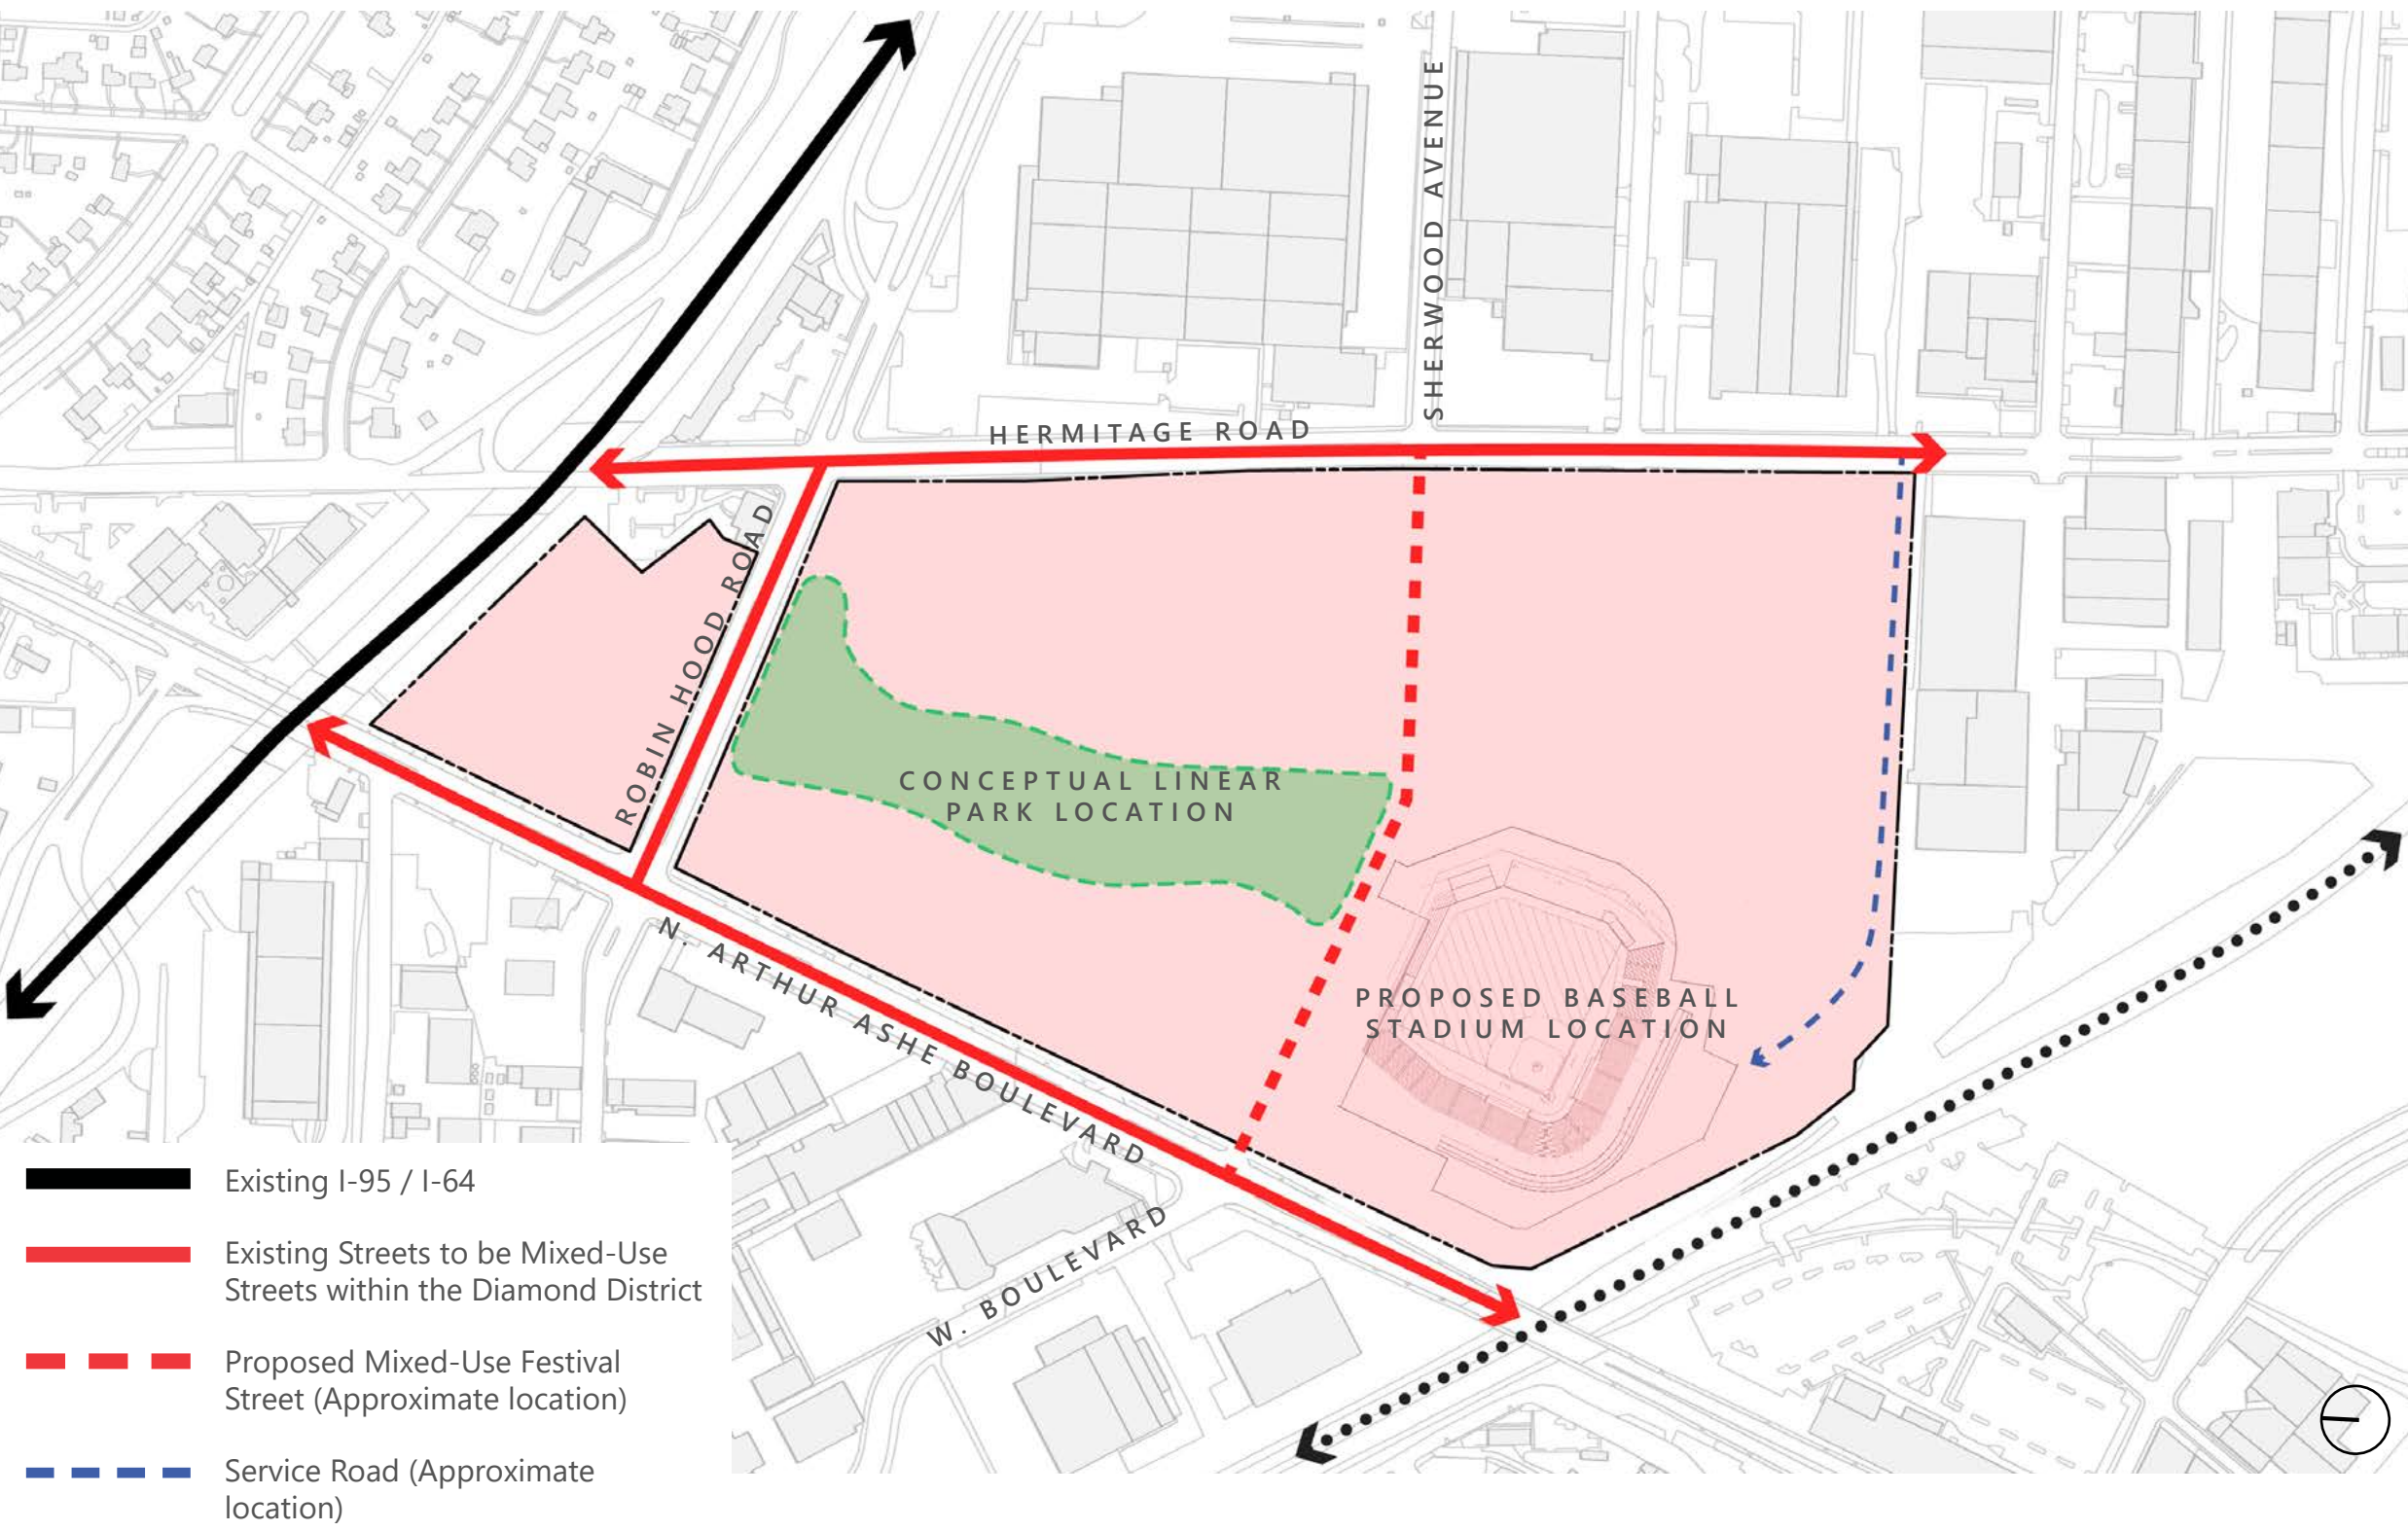 SHERWOOD AVENUE
HERMITAGE ROAD
ROBIN HOOD ROAD
CONCEPTUAL LINEAR
PARK LOCATION
PROPOSED BASEBALL
STADIUM LOCATION
N. ARTHUR ASHE BOULEVARD
W. BOULEVARD
Existing I-95 / I-64
Existing Streets to be Mixed-Use
Streets within the Diamond District
Proposed Mixed-Use Festival
Street (Approximate location)
Service Road (Approximate
location)